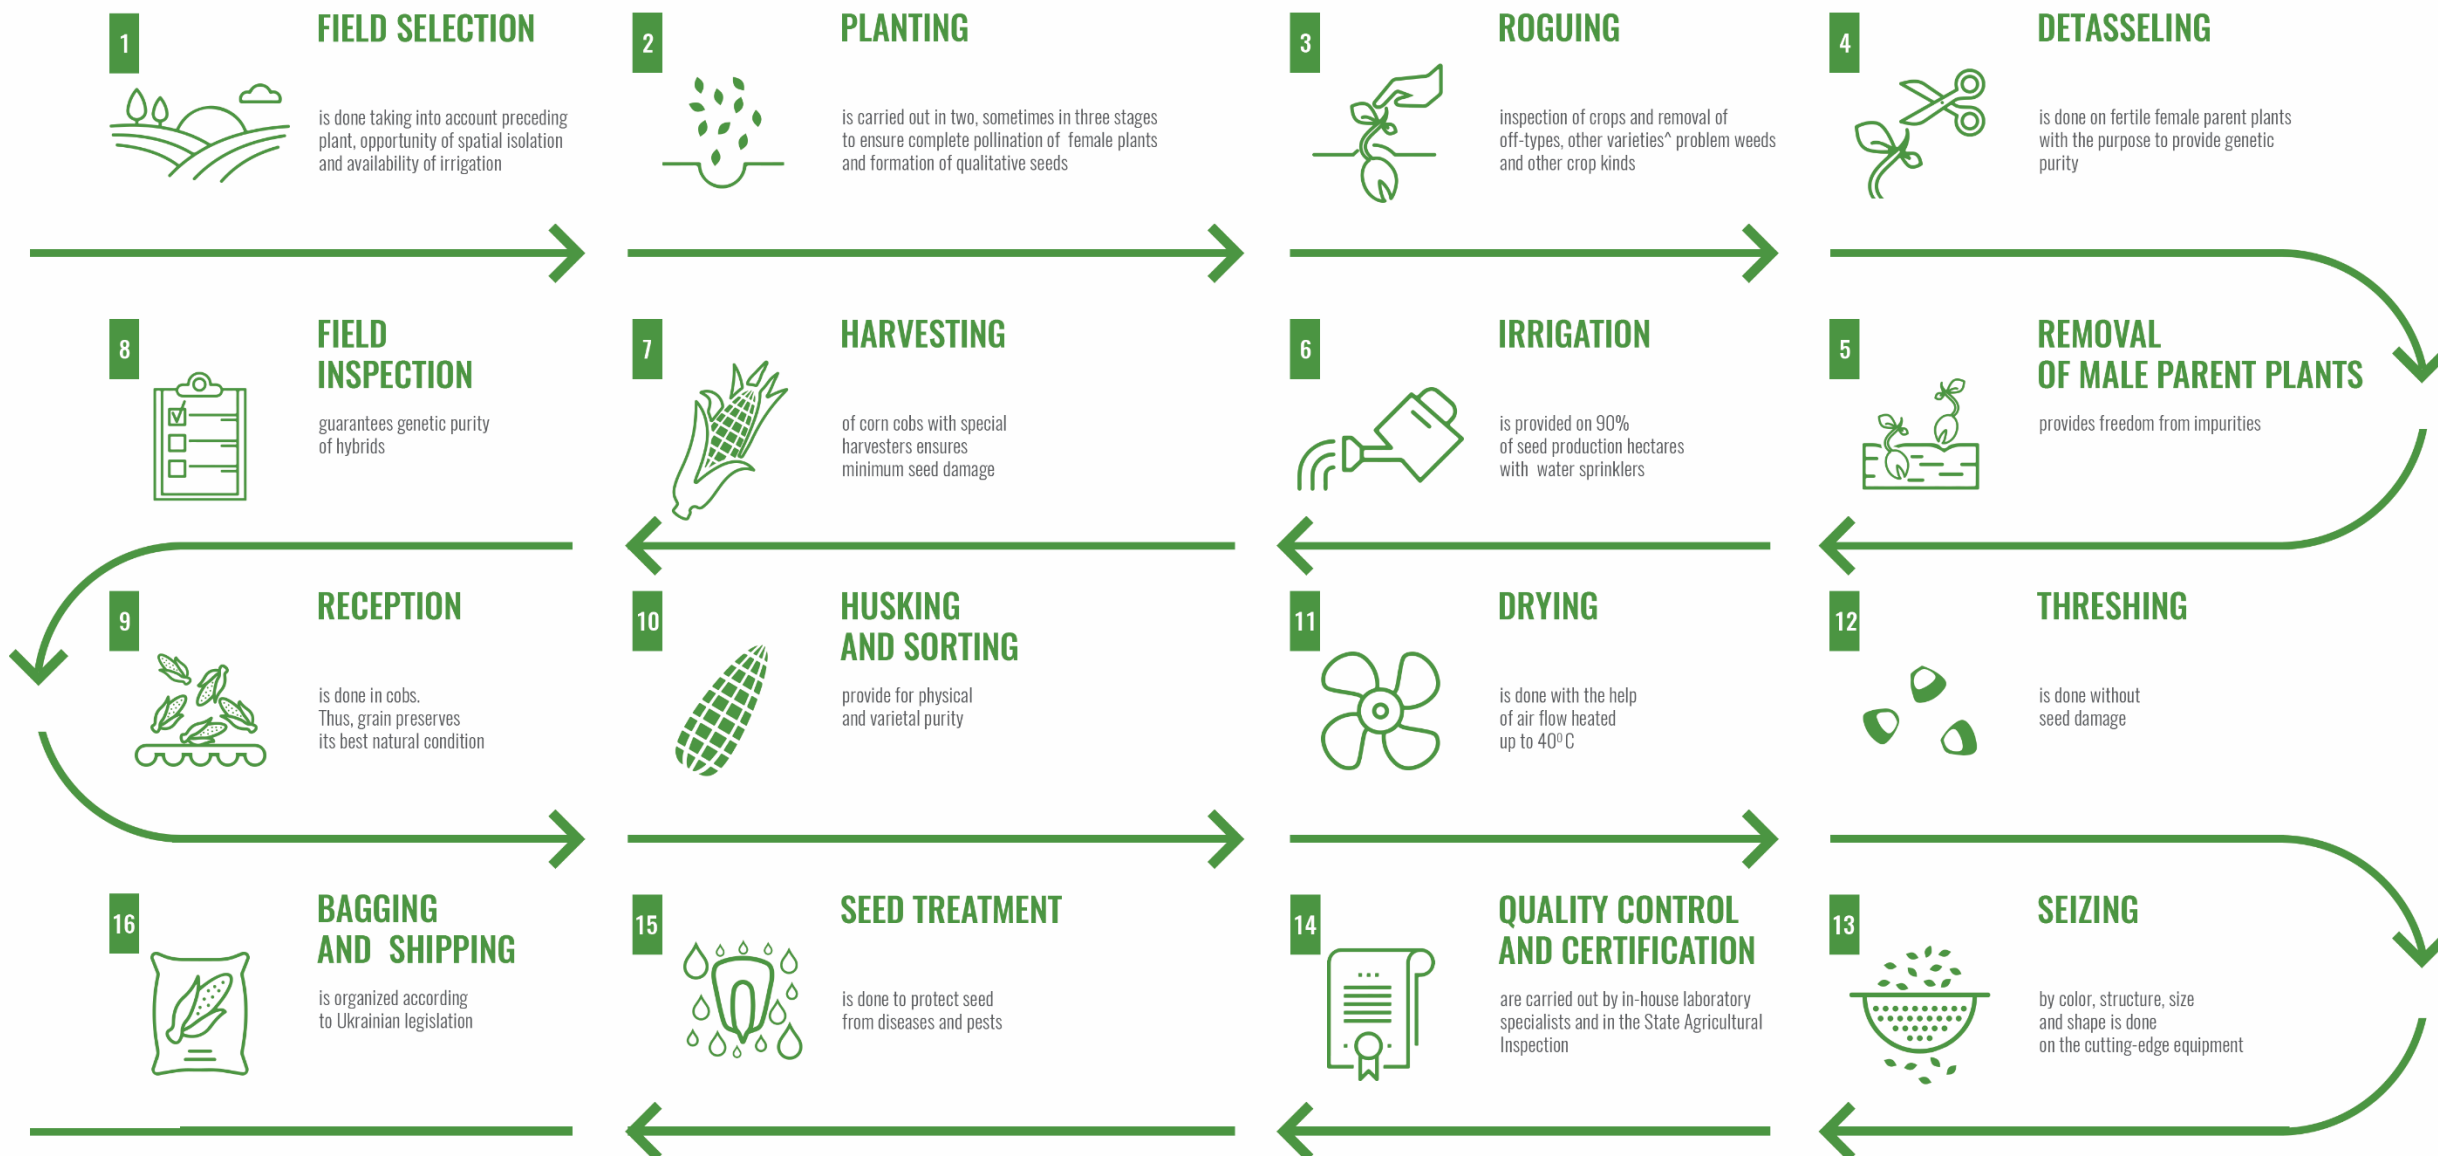 1
FIELD SELECTION
is done taking into account preceding
plant, opportunity of spatial isolation
and availability of irrigation
2
PLANTING
is carried out in two, sometimes in three stages
to ensure complete pollination of female plants
and formation of qualitative seeds
3
ROGUING
inspection of crops and removal of
off-types, other varieties^ problem weeds
and other crop kinds
4
DETASSELING
is done on fertile female parent plants
with the purpose to provide genetic
purity
5
REMOVAL
OF MALE PARENT PLANTS
provides freedom from impurities
6
IRRIGATION
is provided on 90%
of seed production hectares
with water sprinklers
7
HARVESTING
of corn cobs with special
harvesters ensures
minimum seed damage
8
FIELD
INSPECTION
guarantees genetic purity
of hybrids
9
RECEPTION
is done in cobs.
Thus, grain preserves
its best natural condition
10
HUSKING
AND SORTING
provide for physical
and varietal purity
11
DRYING
is done with the help
of air flow heated
up to 40⁰ C
12
THRESHING
is done without
seed damage
13
SEIZING
by color, structure, size
and shape is done
on the cutting-edge equipment
14
QUALITY CONTROL
AND CERTIFICATION
are carried out by in-house laboratory
specialists and in the State Agricultural
Inspection
15
SEED TREATMENT
is done to protect seed
from diseases and pests
16
BAGGING
AND SHIPPING
is organized according
to Ukrainian legislation